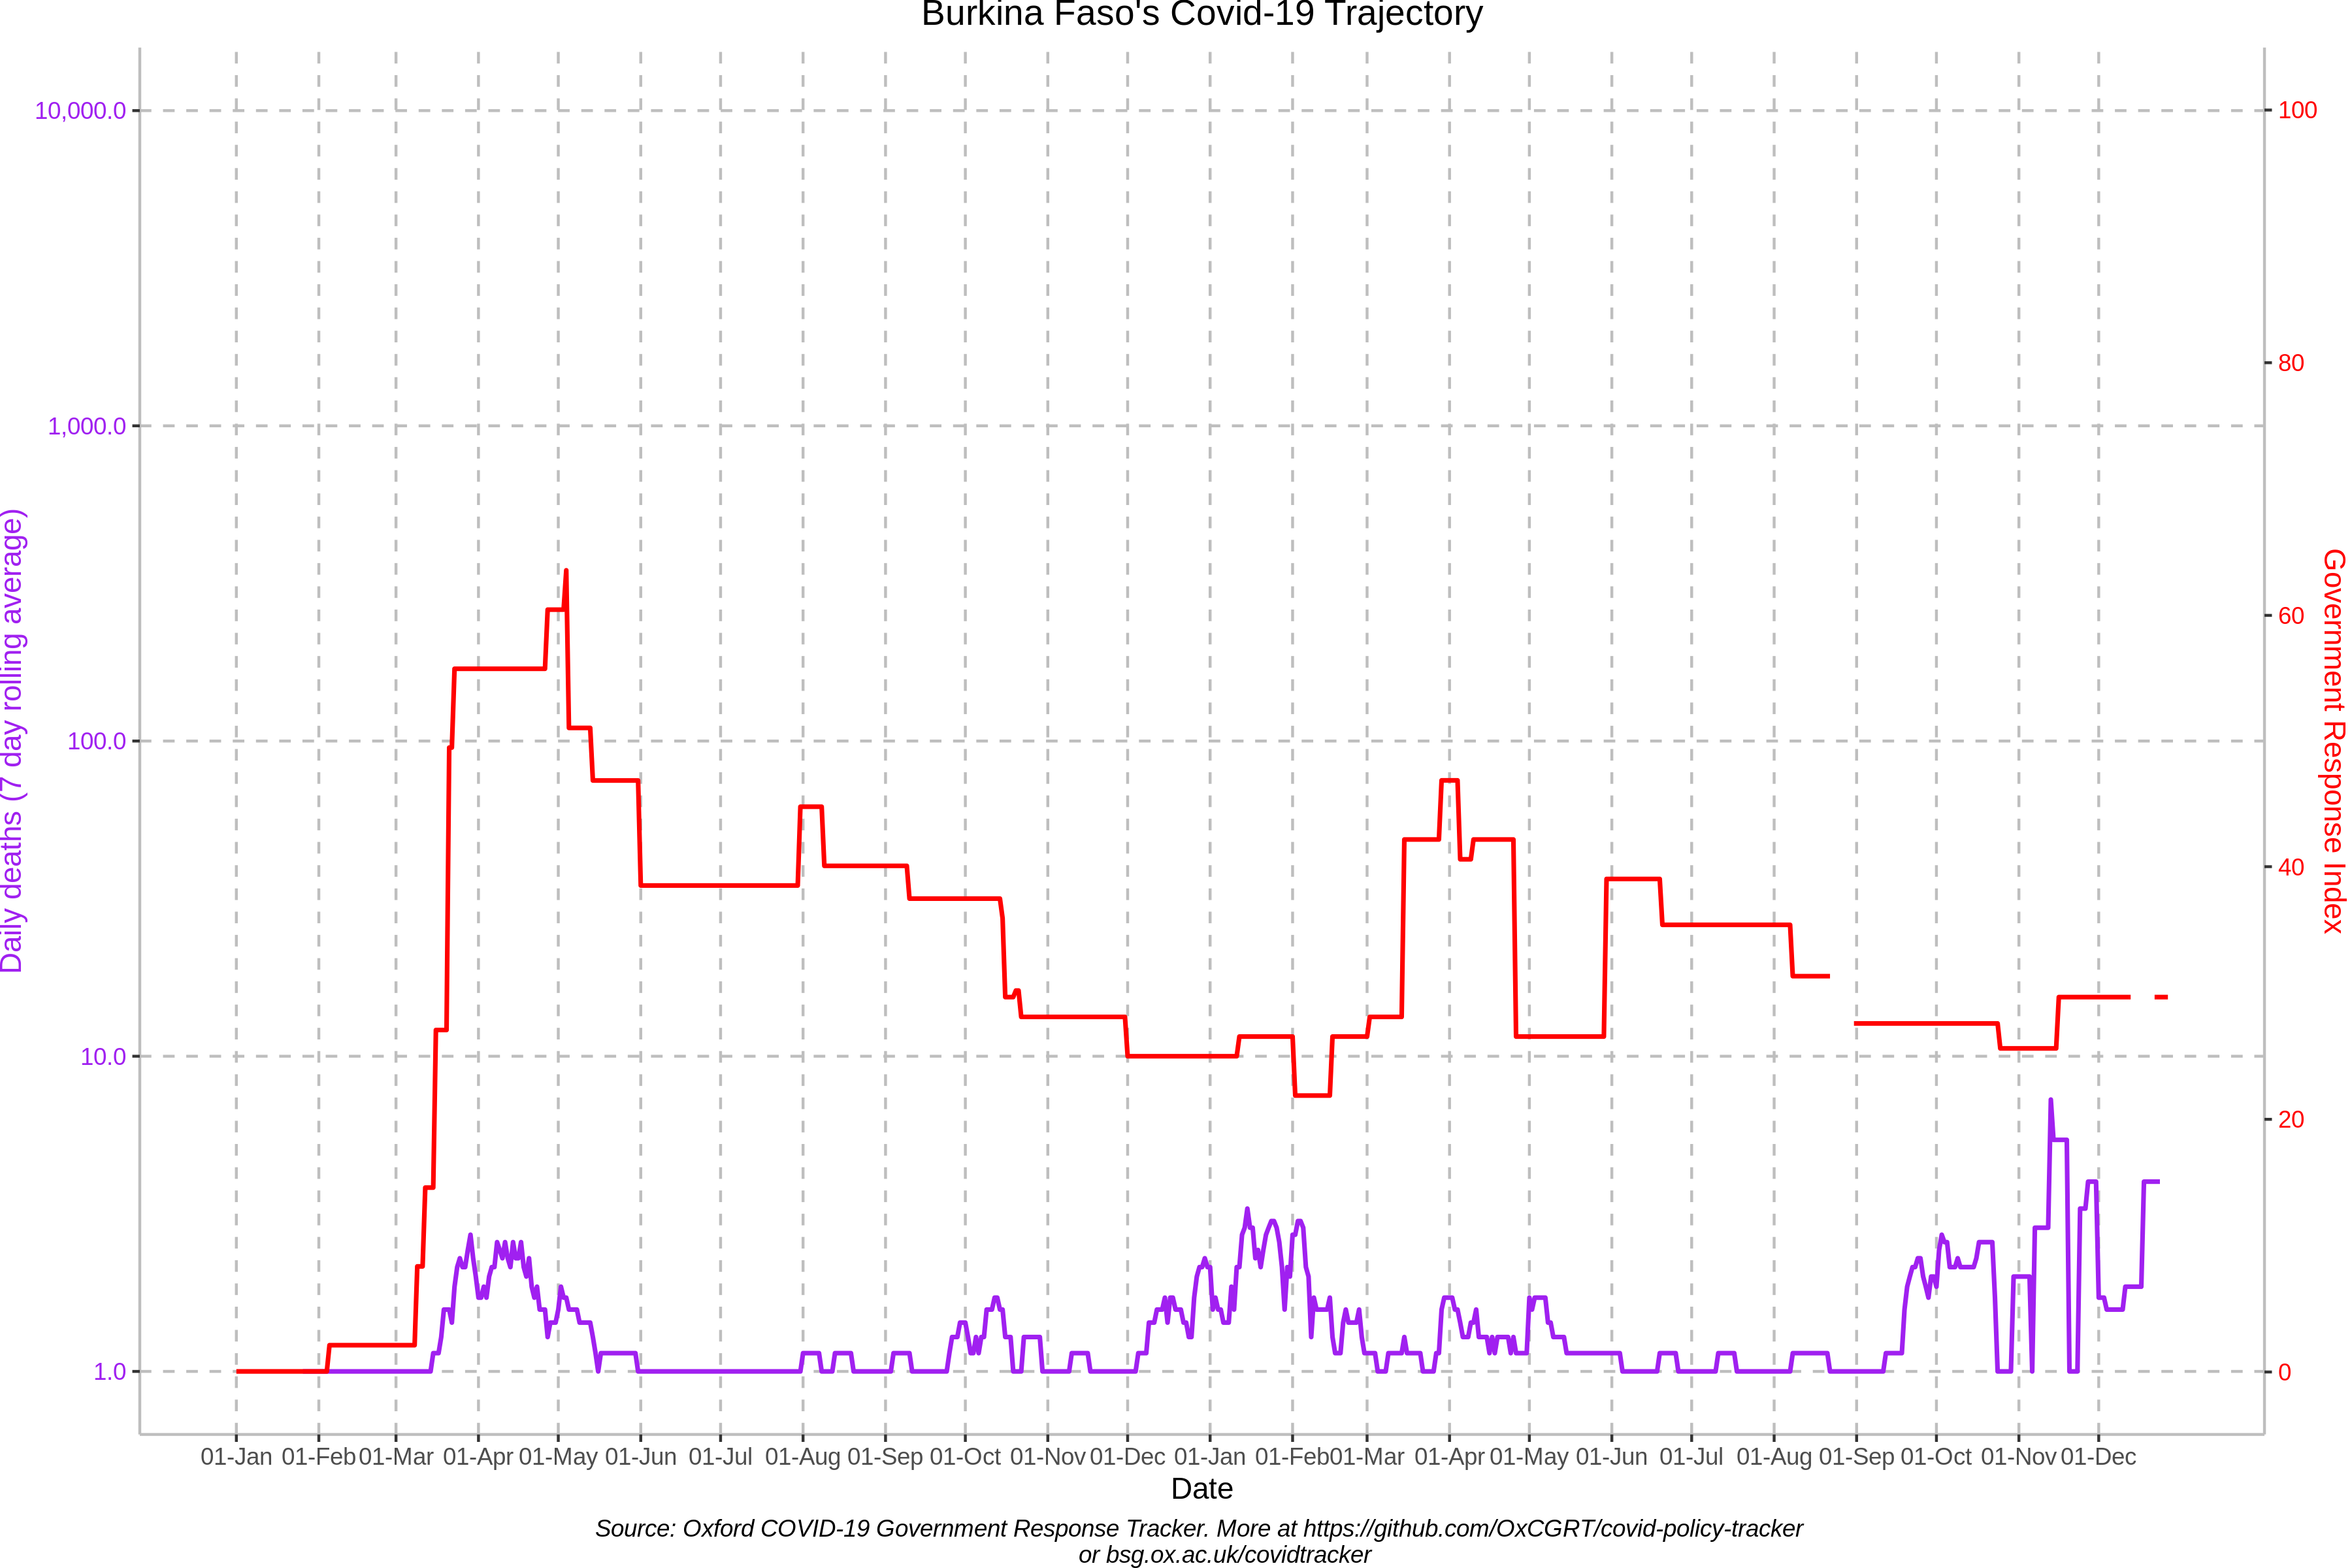 Burkina Faso's Covid-19 Trajectory
Daily deaths (7 day rolling average)
10,000.0
1,000.0
100.0
10.0
1.0
100
80
60
40
20
0
Government Response Index
01-Jan 01-Feb 01-Mar 01-Apr 01-May 01-Jun 01-Jul 01-Aug 01-Sep 01-Oct 01-Nov 01-Dec 01-Jan 01-Feb 01-Mar 01-Apr 01-May 01-Jun 01-Jul 01-Aug 01-Sep 01-Oct 01-Nov 01-Dec
Date
Source: Oxford COVID-19 Government Response Tracker. More at https://github.com/OxCGRT/covid-policy-tracker
or bsg.ox.ac.uk/covidtracker